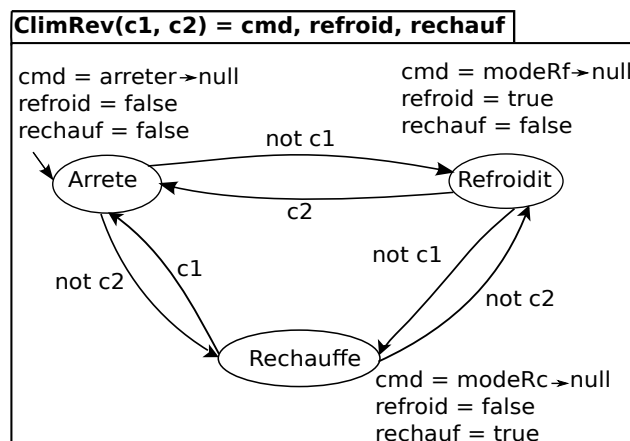 ClimRev(c1, c2) = cmd, refroid, rechauf
cmd = arreter→null
refroid = false
rechauf = false
cmd = modeRf→null
refroid = true
rechauf = false
not c1
Arrete
Refroidit
c2
not c2
c1
not c1
not c2
Rechauffe
cmd = modeRc→null
refroid = false
rechauf = true